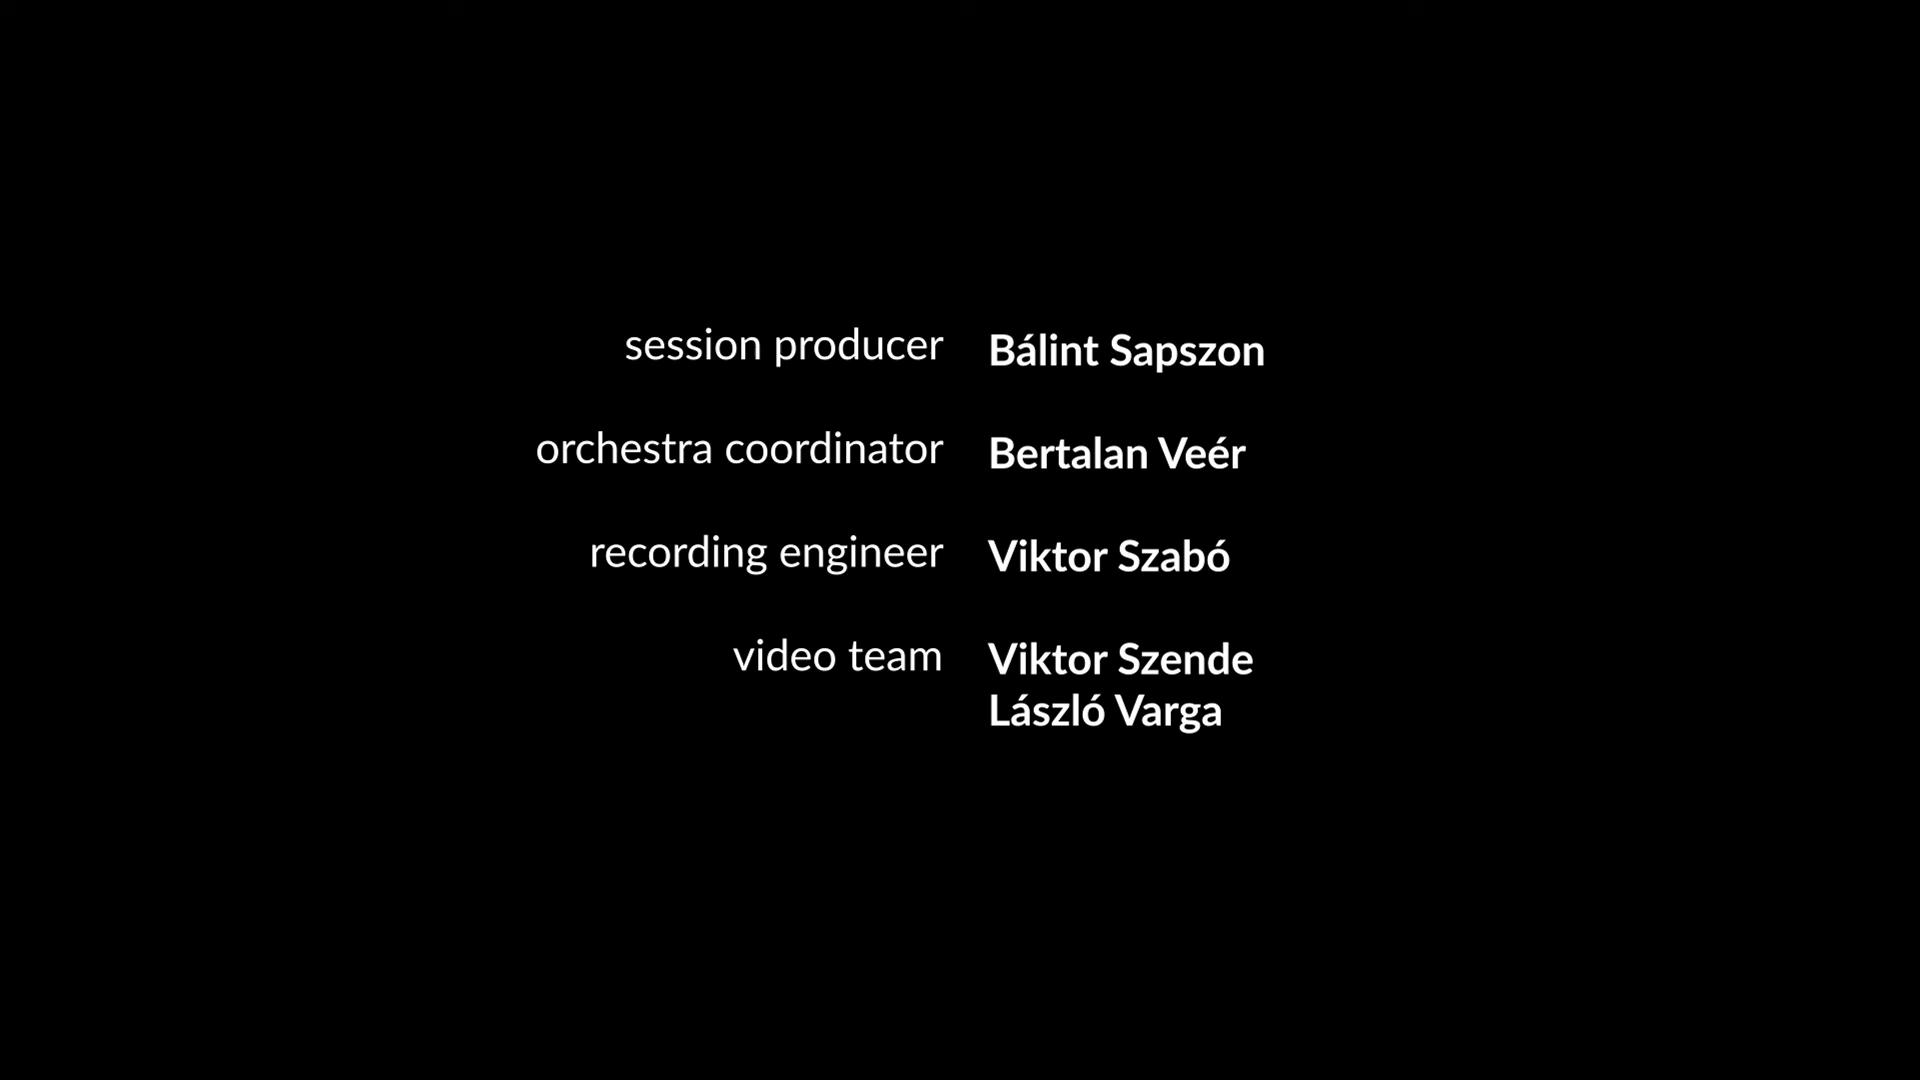 session producer Bálint Sapszon
orchestra coordinator Bertalan Veér
recording engineer Viktor Szabó
video team Viktor Szende
László Varga